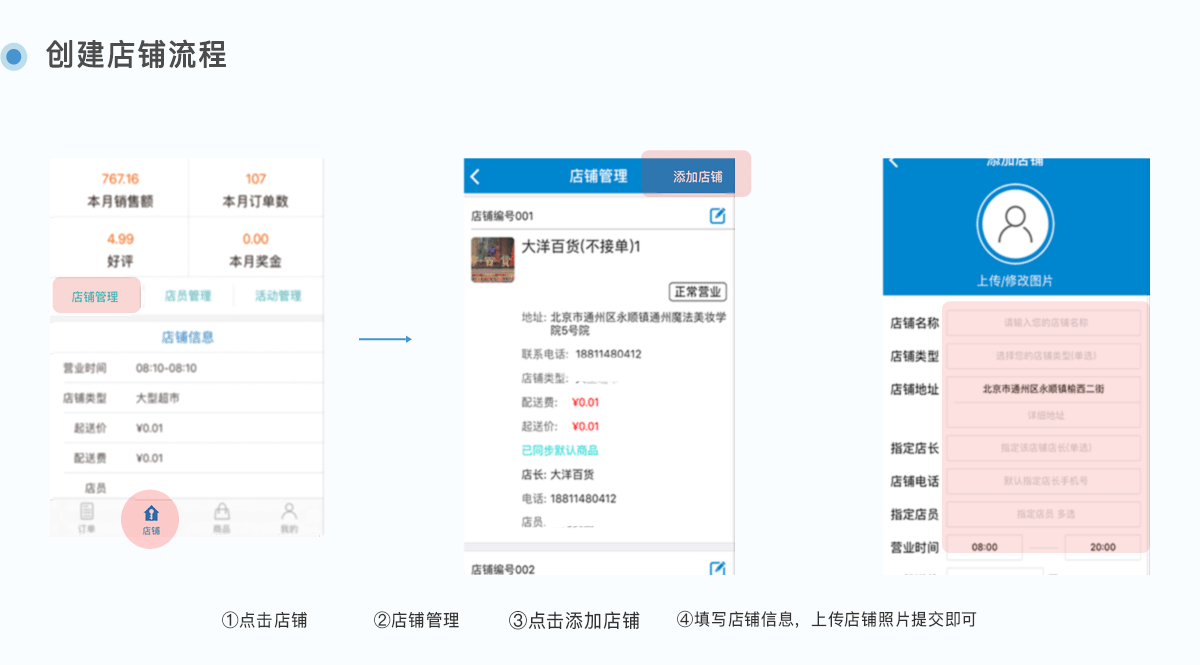 创建店铺流程
767.16
107
本月销售额
本月订单数
4.99
0.00
好评
本月奖金
店铺管理
店员管理
活动管理
店铺信息
营业时间 08:10-08:10
店铺类型 大型超市
起送价 ¥0.01
配送费 ¥0.01
店员
订单
店铺
商品
我的
店铺管理
添加店铺
店铺编号001
大洋百货(不接单)1
正常营业
地址: 北京市通州区永顺镇通州魔法美妆学
院5号院
联系电话: 18811480412
店铺类型:
配送费: ¥0.01
起送价: ¥0.01
已同步默认商品
店长: 大洋百货
电话: 18811480412
店员
店铺编号002
添加店铺
上传/修改图片
店铺名称 请输入您的店铺名称
店铺类型 选择您的店铺类型(单选)
店铺地址 北京市通州区永顺镇榆西二街
详细地址
指定店长 指定该店铺店长(单选)
店铺电话 默认指定店长手机号
指定店员 指定店员 多选
营业时间 08:00 20:00
①点击店铺
②店铺管理
③点击添加店铺
④填写店铺信息，上传店铺照片提交即可